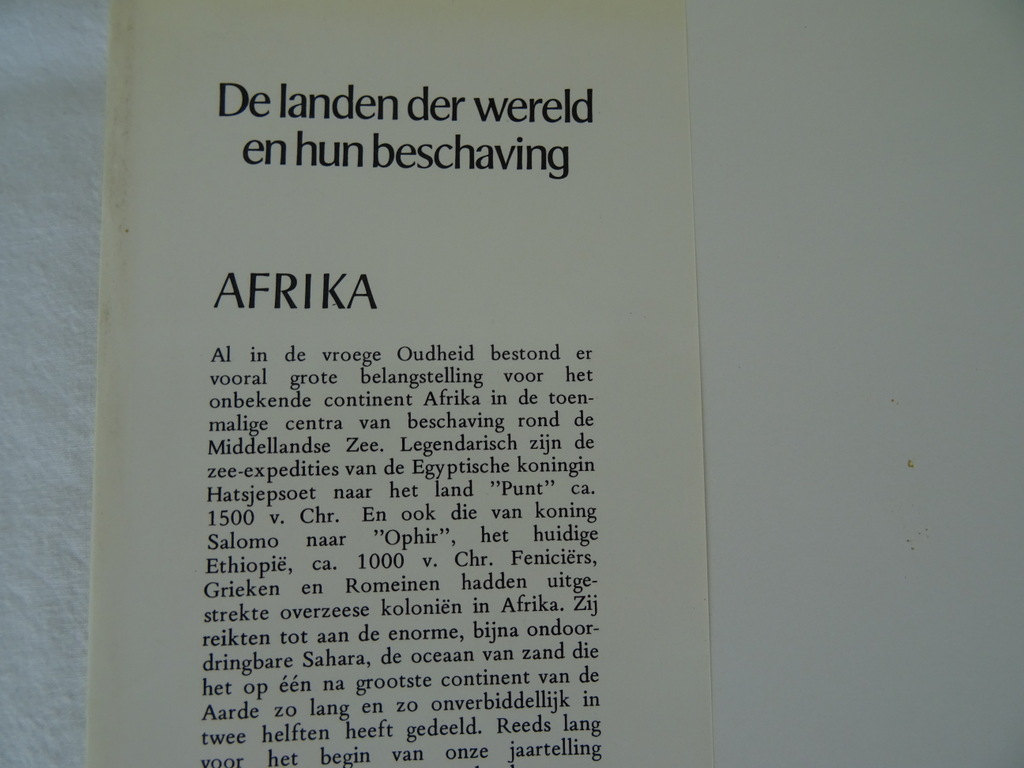 De landen der wereld
en hun beschaving
AFRIKA
Al in de vroege Oudheid bestond er
vooral grote belangstelling voor het
onbekende continent Afrika in de toen-
malige centra van beschaving rond de
Middellandse Zee. Legendarisch zijn de
zee-expedities van de Egyptische koningin
Hatsjepsoet naar het land ”Punt” ca.
1500 v. Chr. En ook die van koning
Salomo naar ”Ophir”, het huidige
Ethiopië, ca. 1000 v. Chr. Feniciërs,
Grieken en Romeinen hadden uitge-
strekte overzeese koloniën in Afrika. Zij
reikten tot aan de enorme, bijna ondoor-
dringbare Sahara, de oceaan van zand die
het op één na grootste continent van de
Aarde zo lang en zo onverbiddellijk in
twee helften heeft gedeeld. Reeds lang
voor het begin van onze jaartelling